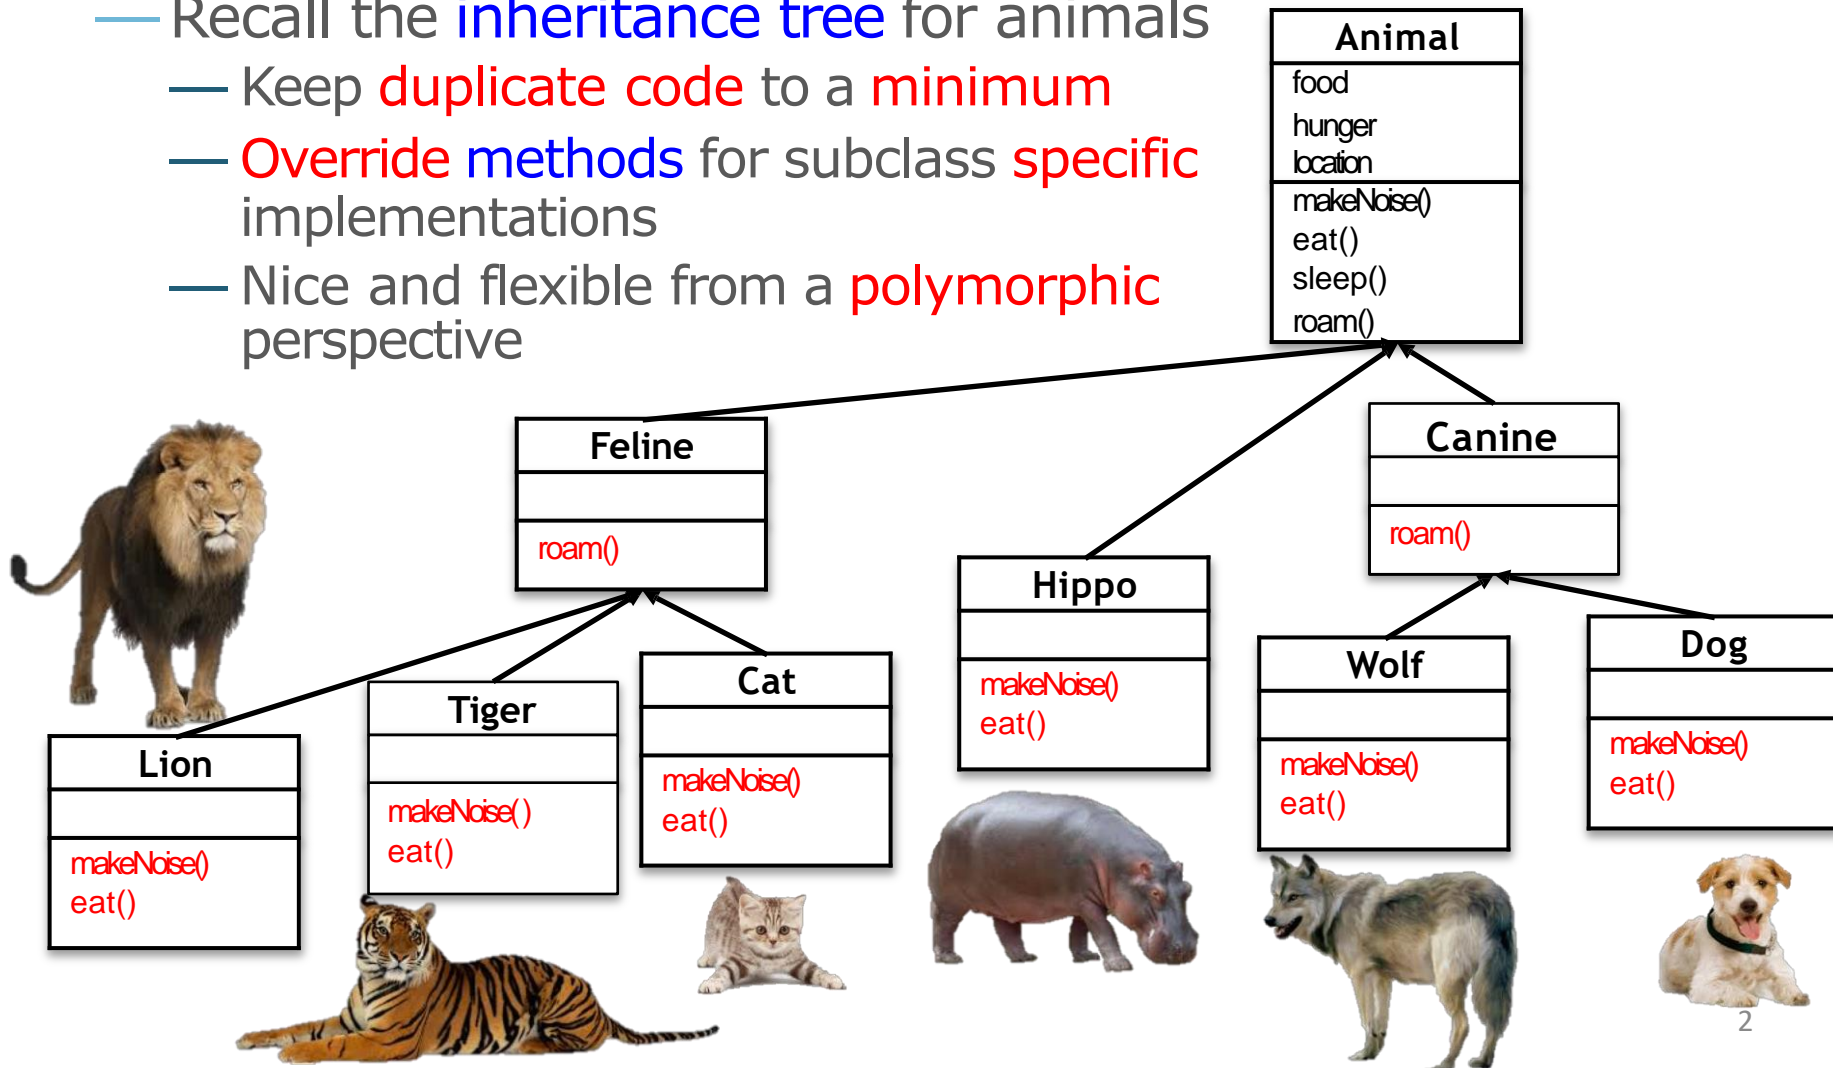 Recall the inheritance tree for animals
Keep duplicate code to a minimum
Override methods for subclass specific
implementations
Nice and flexible from a polymorphic
perspective
Animal
food
hunger
location
makeNoise()
eat()
sleep()
roam()
Feline
roam()
Canine
roam()
Hippo
makeNoise()
eat()
Lion
makeNoise()
eat()
Tiger
makeNoise()
eat()
Cat
makeNoise()
eat()
Wolf
makeNoise()
eat()
Dog
makeNoise()
eat()
2